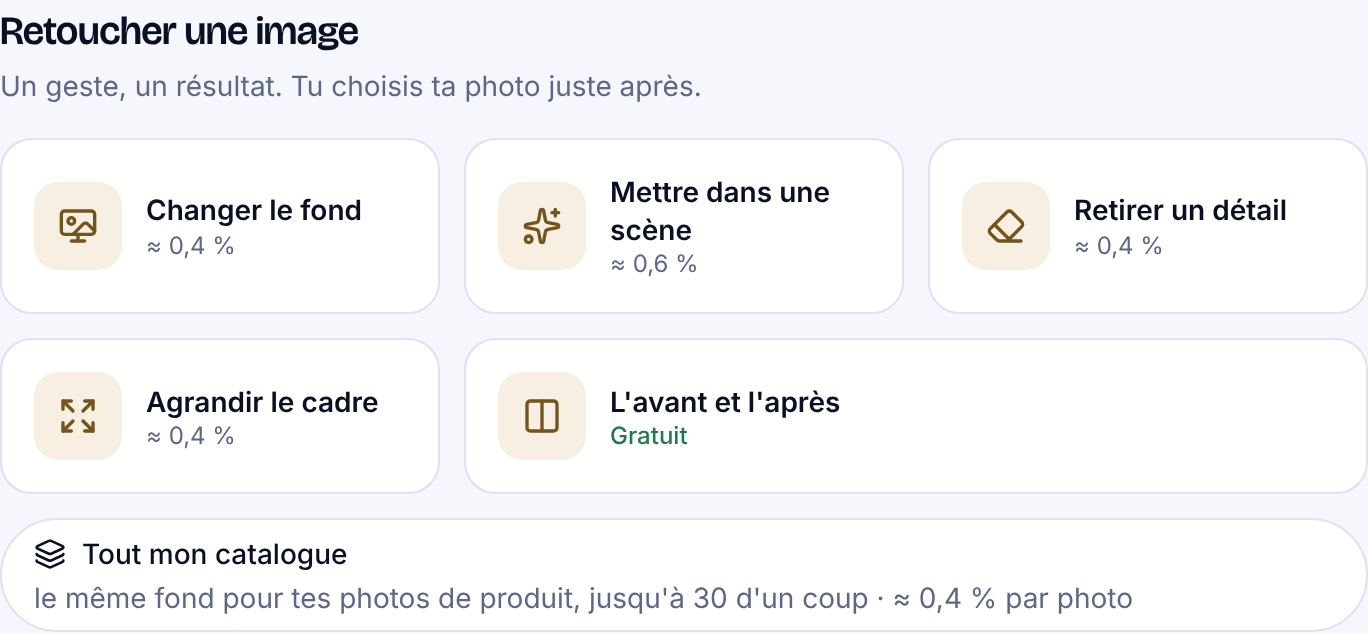 Retoucher une image
Un geste, un résultat. Tu choisis ta photo juste après.
Changer le fond
≈ 0,4 %
Mettre dans une
scène
≈ 0,6 %
Retirer un détail
≈ 0,4 %
Agrandir le cadre
≈ 0,4 %
L'avant et l'après
Gratuit
Tout mon catalogue
le même fond pour tes photos de produit, jusqu'à 30 d'un coup · ≈ 0,4 % par photo